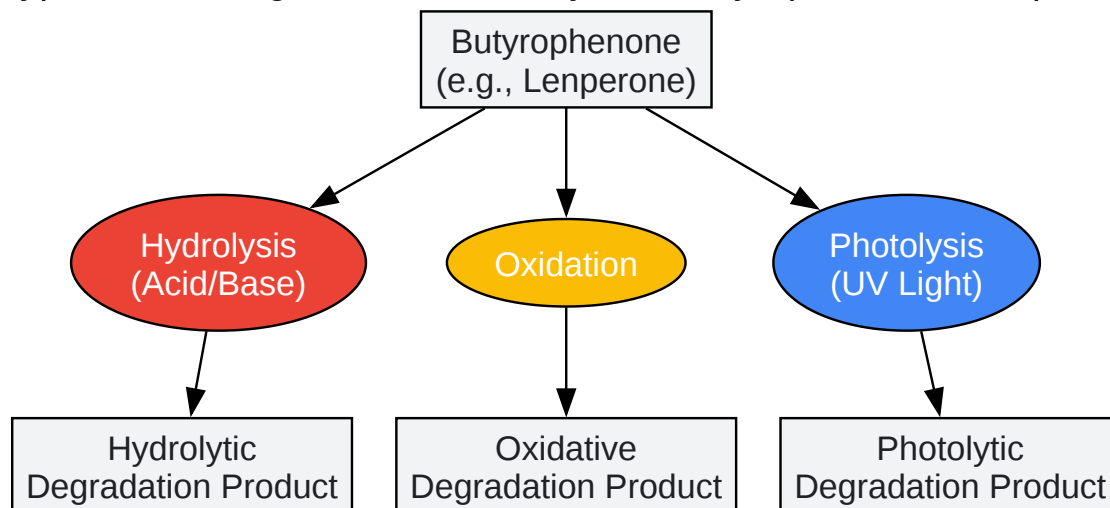 Butyrophenone
(e.g., Lenperone)
Hydrolysis
(Acid/Base)
Oxidation
Photolysis
(UV Light)
Hydrolytic
Degradation Product
Oxidative
Degradation Product
Photolytic
Degradation Product